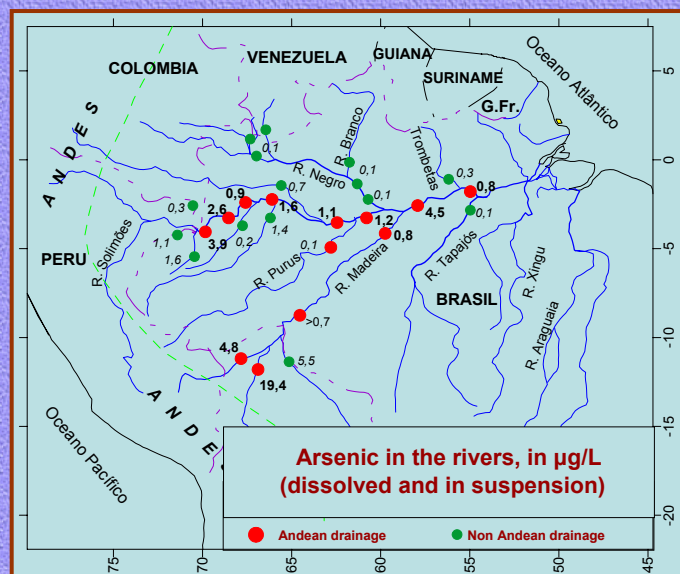 COLOMBIA
VENEZUELA
GUIANA
SURINAME
G.Fr.
Oceano Atlântico
ANDES
PERU
BRASIL
ANDES
Oceano Pacífico
R. Branco
R. Negro
Trombetas
R. Solimões
R. Purus
R. Madeira
R. Tapajós
R. Xingu
R. Araguaia
0,1
0,1
0,1
0,3
0,7
0,9
0,3
2.6
1,6
1,1
1,2
4,5
0,8
0,1
1,1
3,9
0,2
1,4
0,1
0,8
1,6
>0,7
4,8
19,4
5,5
5
0
-5
-10
-15
-20
75
70
65
60
55
50
45
Arsenic in the rivers, in µg/L
(dissolved and in suspension)
Andean drainage
Non Andean drainage